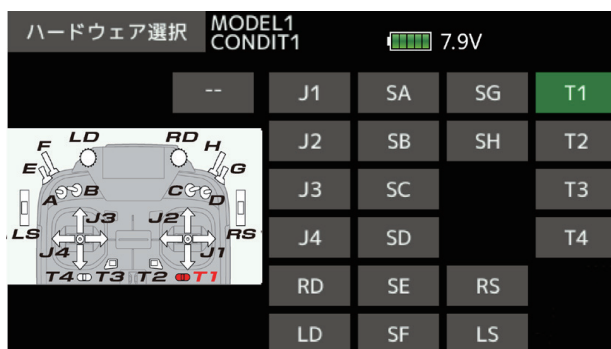 ハードウェア選択 MODEL1
CONDIT1 7.9V
-- J1 SA SG T1
J2 SB SH T2
J3 SC T3
J4 SD T4
RD SE RS
LD SF LS
F LD RD H
E G
A B C D
LS J3 J2 RS
J4 J1
T4 T3 T2 T1